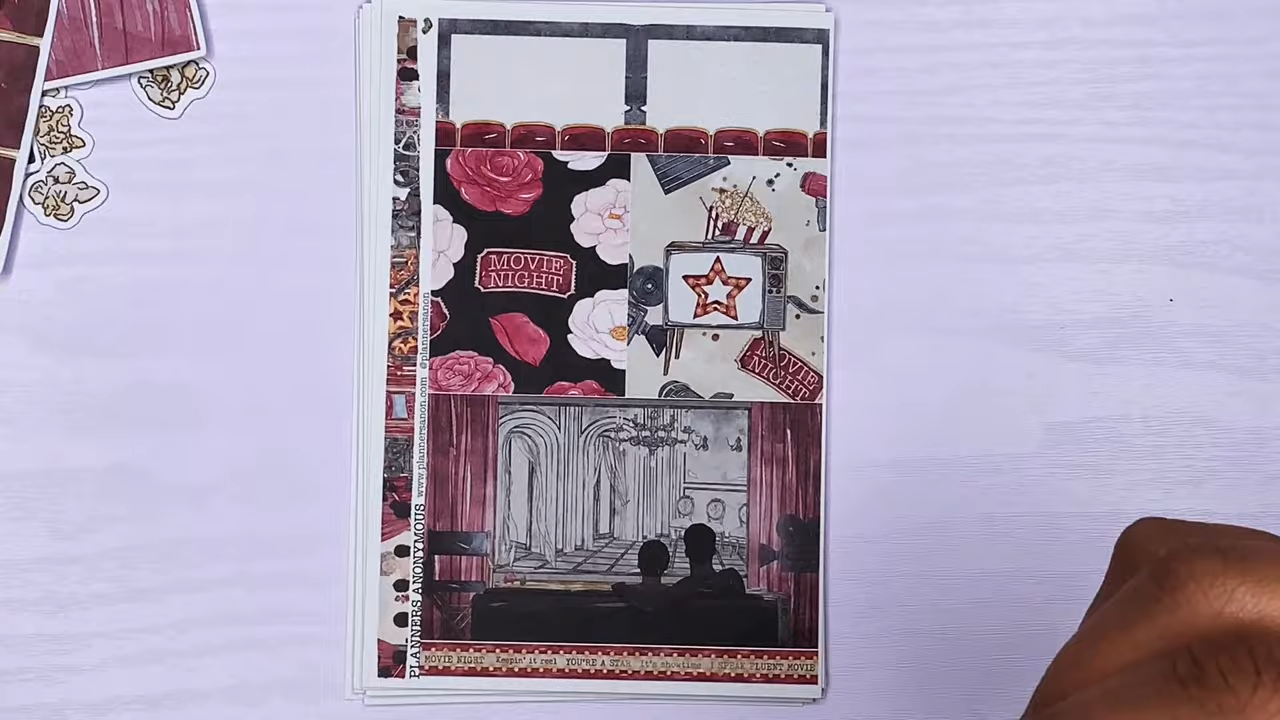 MOVIE
NIGHT
MOVIE
NIGHT
PLANNERS ANONYMOUS www.plannersanon.com @plannersanon
MOVIE NIGHT Keepin' it reel YOU'RE A STAR It's showtime I SPEAK FLUENT MOVIE